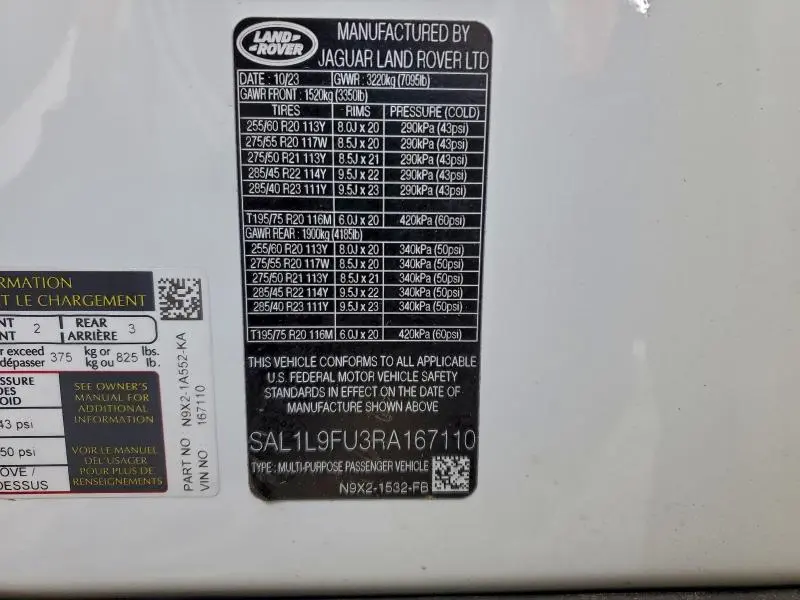 LAND-
-ROVER
MANUFACTURED BY
JAGUAR LAND ROVER LTD
DATE : 10/23 GVWR : 3220kg (7095lb)
GAWR FRONT : 1520kg (3350lb)
TIRES RIMS PRESSURE (COLD)
255/60 R20 113Y 8.0J x 20 290kPa (43psi)
275/55 R20 117W 8.5J x 20 290kPa (43psi)
275/50 R21 113Y 8.5J x 21 290kPa (43psi)
285/45 R22 114Y 9.5J x 22 290kPa (43psi)
285/40 R23 111Y 9.5J x 23 290kPa (43psi)
T195/75 R20 116M 6.0J x 20 420kPa (60psi)
GAWR REAR : 1900kg (4185lb)
255/60 R20 113Y 8.0J x 20 340kPa (50psi)
275/55 R20 117W 8.5J x 20 340kPa (50psi)
275/50 R21 113Y 8.5J x 21 340kPa (50psi)
285/45 R22 114Y 9.5J x 22 340kPa (50psi)
285/40 R23 111Y 9.5J x 23 340kPa (50psi)
T195/75 R20 116M 6.0J x 20 420kPa (60psi)
THIS VEHICLE CONFORMS TO ALL APPLICABLE
U.S. FEDERAL MOTOR VEHICLE SAFETY
STANDARDS IN EFFECT ON THE DATE OF
MANUFACTURE SHOWN ABOVE
SAL1L9FU3RA167110
TYPE : MULTI-PURPOSE PASSENGER VEHICLE
N9X2-1532-FB
RMATION
T LE CHARGEMENT
NT 2 REAR 3
NT ARRIÈRE
r exceed 375 kg or 825 lbs.
dépasser kg ou lb.
SSURE
DES
OID
43 psi
50 psi
OVE /
DESSUS
SEE OWNER'S
MANUAL FOR
ADDITIONAL
INFORMATION
VOIR LE MANUEL
DE L'USAGER
POUR PLUS DE
RENSEIGNEMENTS
PART NO N9X2-1A552-KA
VIN NO 167110